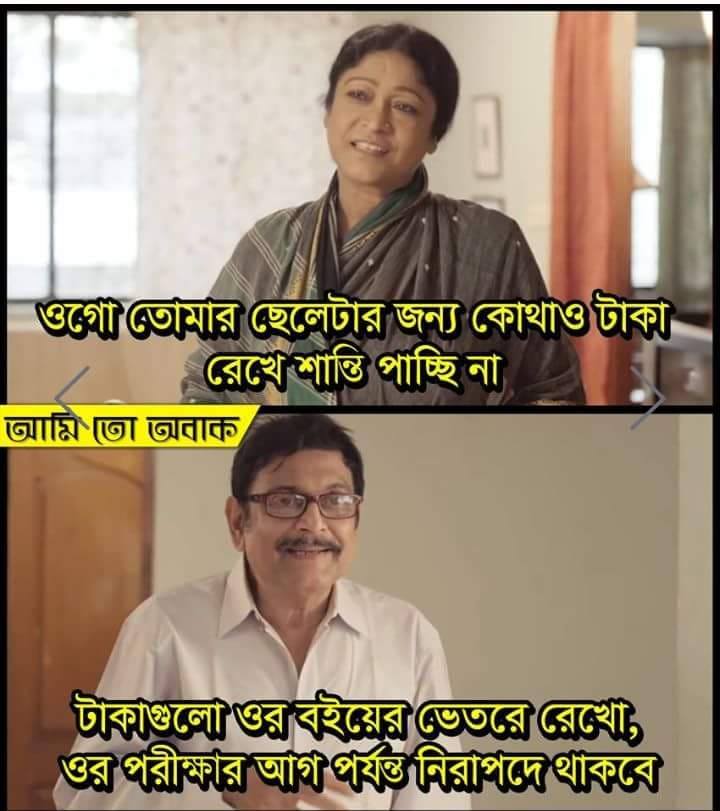 ওগো তোমার ছেলেটার জন্য কোথাও টাকা
রেখে শান্তি পাচ্ছি না
আমি তো অবাক
টাকাগুলো ওর বইয়ের ভেতরে রেখো,
ওর পরীক্ষার আগ পর্যন্ত নিরাপদে থাকবে